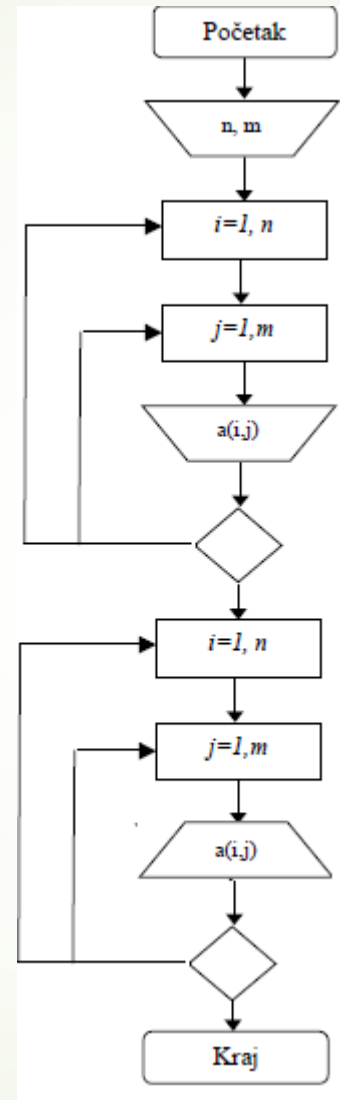 Početak
n, m
i=1, n
j=1,m
a(i,j)
i=1, n
j=1,m
a(i,j)
Kraj